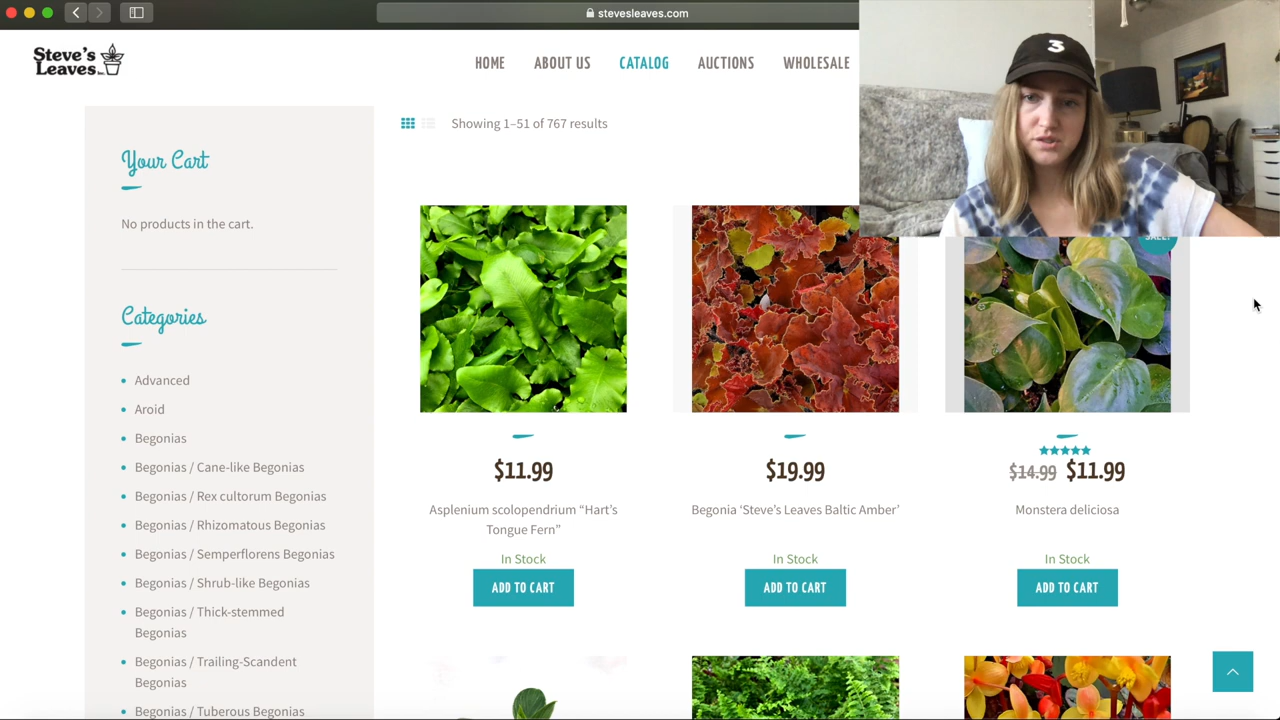 stevesleaves.com
Steve's
Leaves Inc.
HOME
ABOUT US
CATALOG
AUCTIONS
WHOLESALE
3
Your Cart
No products in the cart.
Categories
Advanced
Aroid
Begonias
Begonias / Cane-like Begonias
Begonias / Rex cultorum Begonias
Begonias / Rhizomatous Begonias
Begonias / Semperflorens Begonias
Begonias / Shrub-like Begonias
Begonias / Thick-stemmed
Begonias
Begonias / Trailing-Scandent
Begonias
Begonias / Tuberous Begonias
Showing 1–51 of 767 results
$11.99
Asplenium scolopendrium “Hart’s
Tongue Fern”
In Stock
ADD TO CART
$19.99
Begonia ‘Steve’s Leaves Baltic Amber’
In Stock
ADD TO CART
SALE!
$14.99 $11.99
Monstera deliciosa
In Stock
ADD TO CART